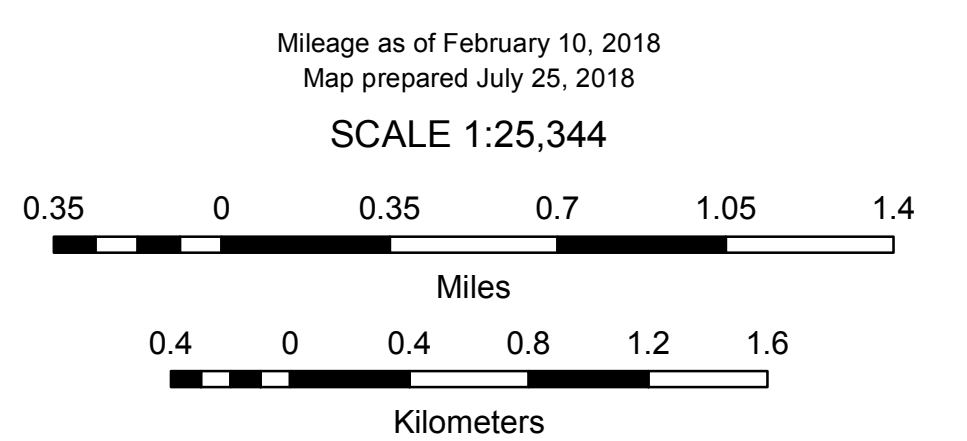 Mileage as of February 10, 2018
Map prepared July 25, 2018
SCALE 1:25,344
0.35 0 0.35 0.7 1.05 1.4
Miles
0.4 0 0.4 0.8 1.2 1.6
Kilometers